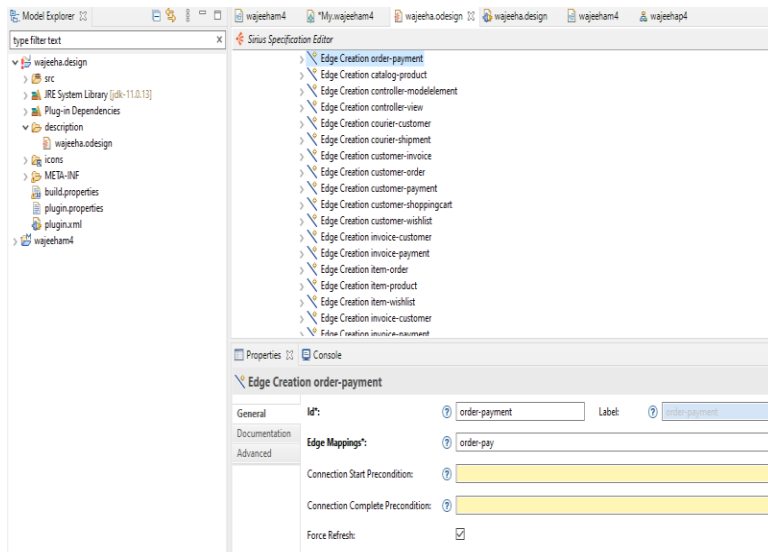 Model Explorer
type filter text
wajeeha.design
src
JRE System Library [jdk-11.0.13]
Plug-in Dependencies
description
wajeeha.odesign
icons
META-INF
build.properties
plugin.properties
plugin.xml
wajeeham4
wajeeham4 *My.wajeeham4 wajeeha.odesign wajeeha.design wajeeham4 wajeehap4
Sirius Specification Editor
Edge Creation order-payment
Edge Creation catalog-product
Edge Creation controller-modelelement
Edge Creation controller-view
Edge Creation courier-customer
Edge Creation courier-shipment
Edge Creation customer-invoice
Edge Creation customer-order
Edge Creation customer-payment
Edge Creation customer-shoppingcart
Edge Creation customer-wishlist
Edge Creation invoice-customer
Edge Creation invoice-payment
Edge Creation item-order
Edge Creation item-product
Edge Creation item-wishlist
Edge Creation invoice-customer
Edge Creation invoice-payment
Properties Console
Edge Creation order-payment
General
Documentation
Advanced
Id*: order-payment Label: order-payment
Edge Mappings*: order-pay
Connection Start Precondition:
Connection Complete Precondition:
Force Refresh: